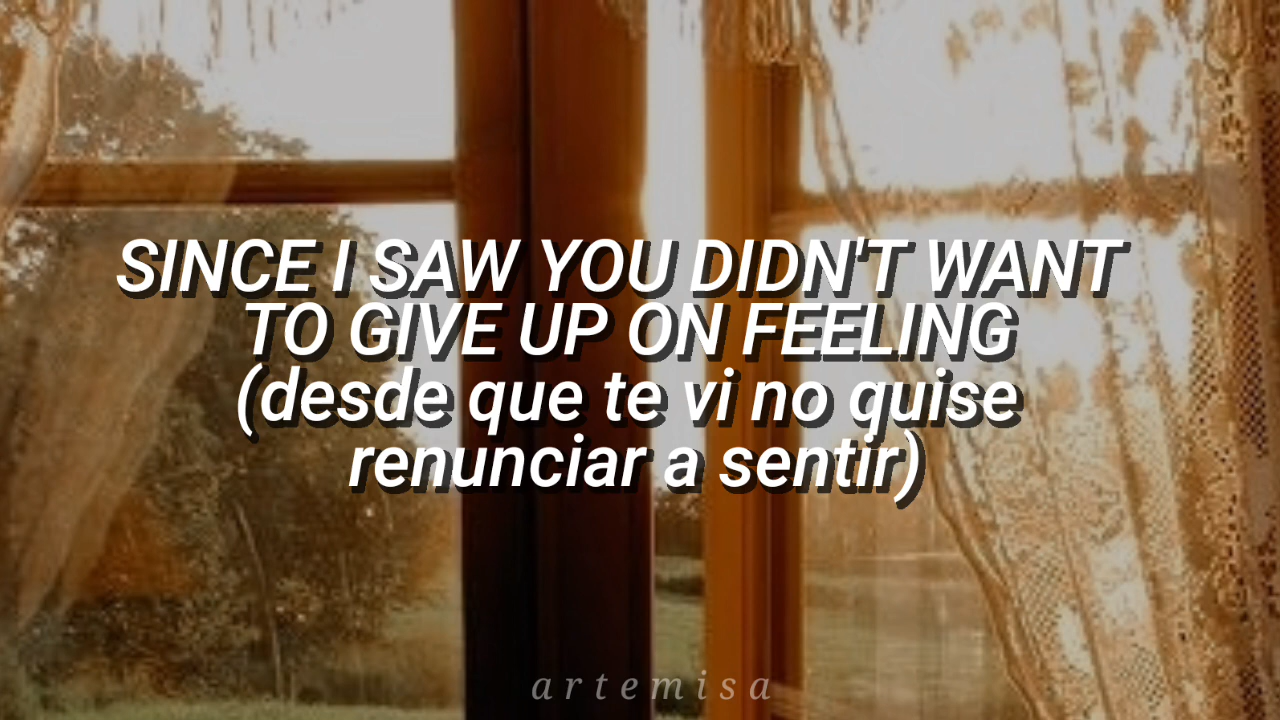 SINCE I SAW YOU DIDN'T WANT
TO GIVE UP ON FEELING
(desde que te vi no quise
renunciar a sentir)
artemisa